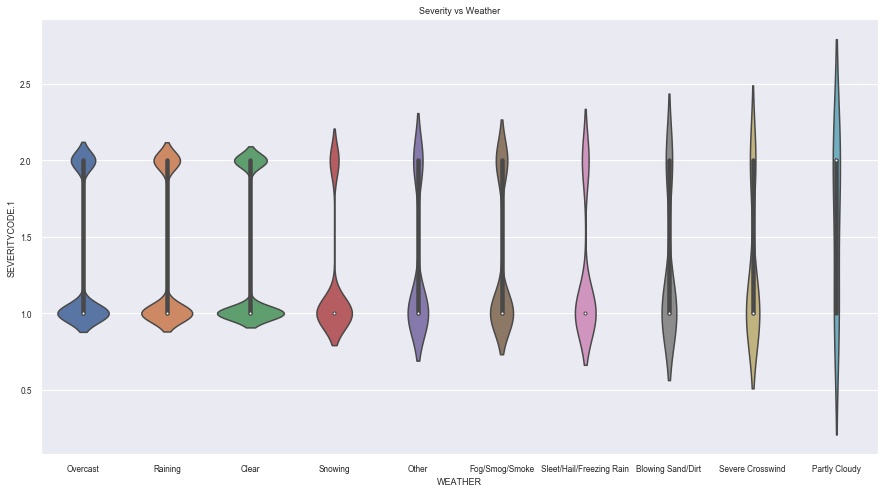 Severity vs Weather
2.5
2.0
1.5
1.0
0.5
SEVERITYCODE.1
Overcast Raining Clear Snowing Other Fog/Smog/Smoke Sleet/Hail/Freezing Rain Blowing Sand/Dirt Severe Crosswind Partly Cloudy
WEATHER